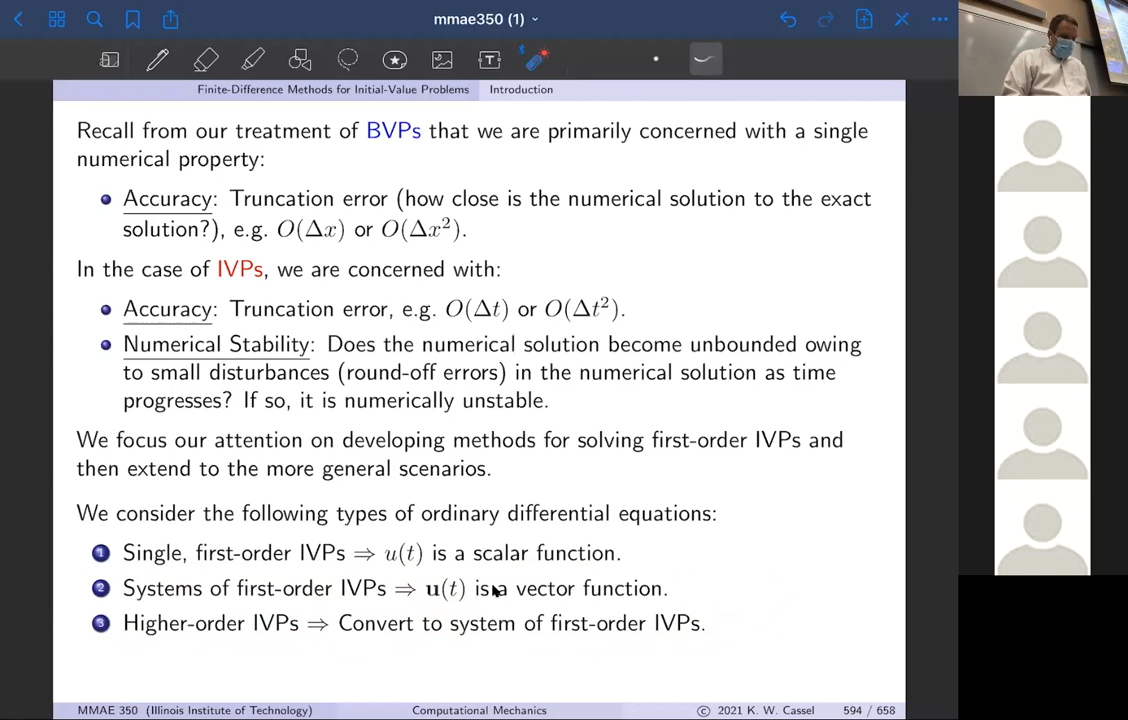 mmae350 (1)
Finite-Difference Methods for Initial-Value Problems Introduction
Recall from our treatment of BVPs that we are primarily concerned with a single
numerical property:
Accuracy: Truncation error (how close is the numerical solution to the exact
solution?), e.g. O(Δx) or O(Δx²).
In the case of IVPs, we are concerned with:
Accuracy: Truncation error, e.g. O(Δt) or O(Δt²).
Numerical Stability: Does the numerical solution become unbounded owing
to small disturbances (round-off errors) in the numerical solution as time
progresses? If so, it is numerically unstable.
We focus our attention on developing methods for solving first-order IVPs and
then extend to the more general scenarios.
We consider the following types of ordinary differential equations:
1 Single, first-order IVPs ⇒ u(t) is a scalar function.
2 Systems of first-order IVPs ⇒ u(t) is a vector function.
3 Higher-order IVPs ⇒ Convert to system of first-order IVPs.
MMAE 350 (Illinois Institute of Technology) Computational Mechanics © 2021 K. W. Cassel 594 / 658